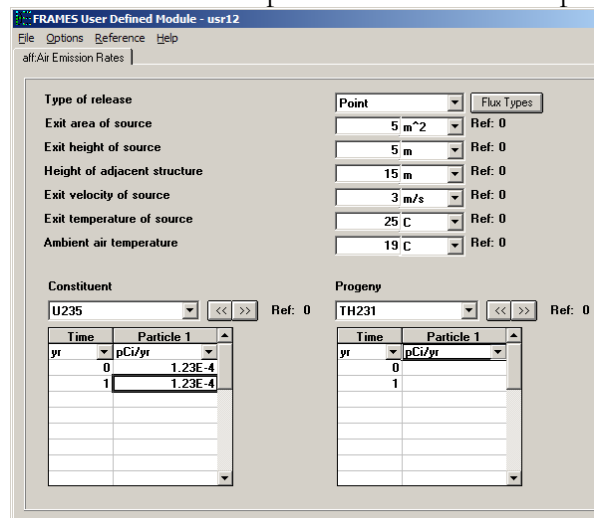 FRAMES User Defined Module - usr12
File Options Reference Help
aff:Air Emission Rates
Type of release Point Flux Types
Exit area of source 5 m^2 Ref: 0
Exit height of source 5 m Ref: 0
Height of adjacent structure 15 m Ref: 0
Exit velocity of source 3 m/s Ref: 0
Exit temperature of source 25 C Ref: 0
Ambient air temperature 19 C Ref: 0
Constituent Progeny
U235 << >> Ref: 0 TH231 << >> Ref: 0
Time Particle 1 Time Particle 1
yr pCi/yr yr pCi/yr
0 1.23E-4 0
1 1.23E-4 1